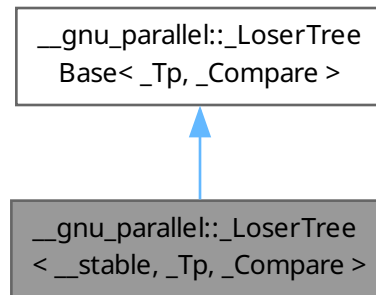 __gnu_parallel::_LoserTree
Base< _Tp, _Compare >
__gnu_parallel::_LoserTree
< __stable, _Tp, _Compare >